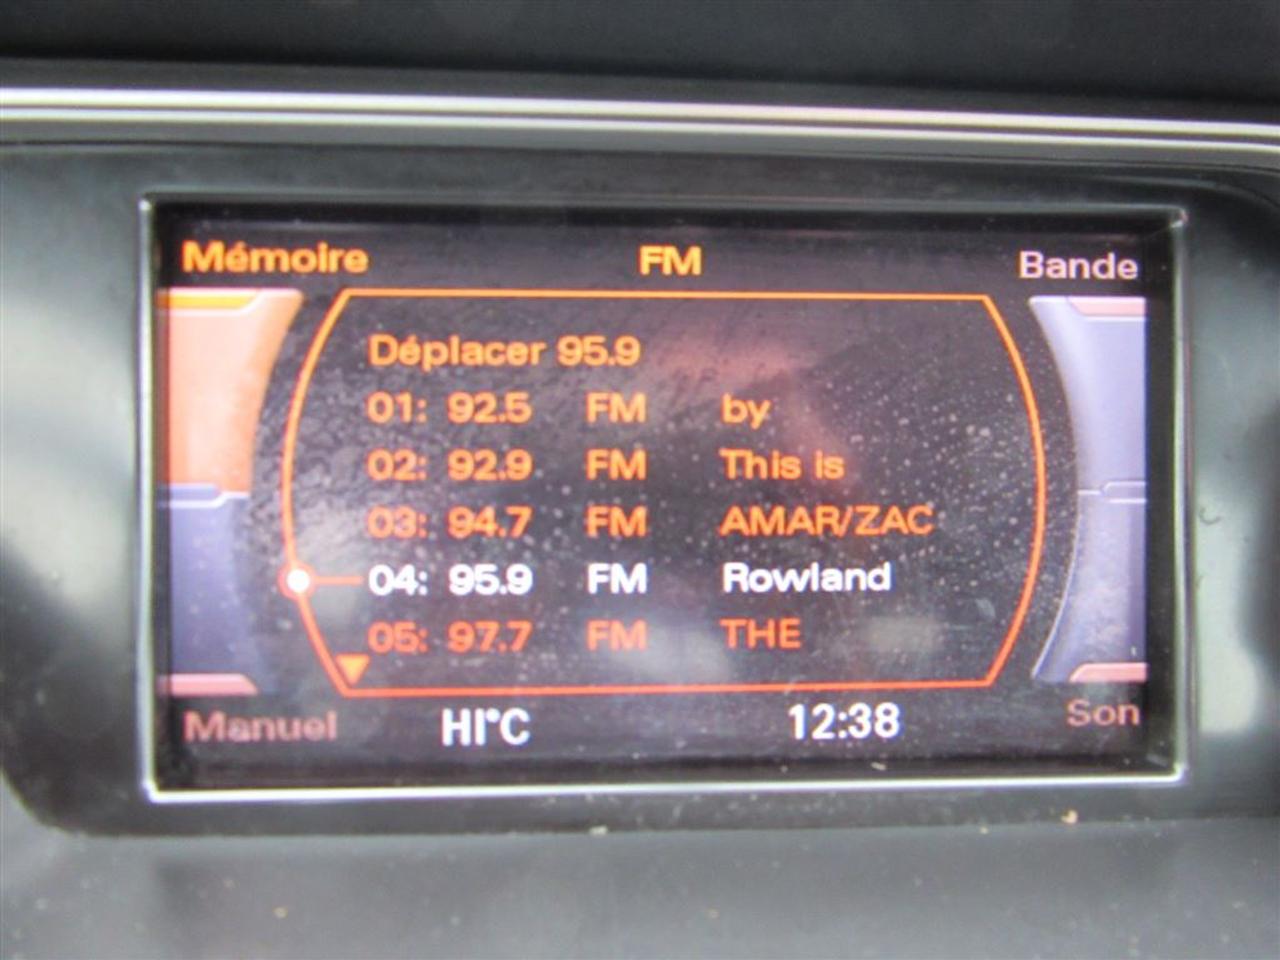 Mémoire FM Bande
Déplacer 95.9
01: 92.5 FM by
02: 92.9 FM This is
03: 94.7 FM AMAR/ZAC
04: 95.9 FM Rowland
05: 97.7 FM THE
Manuel HI°C 12:38 Son